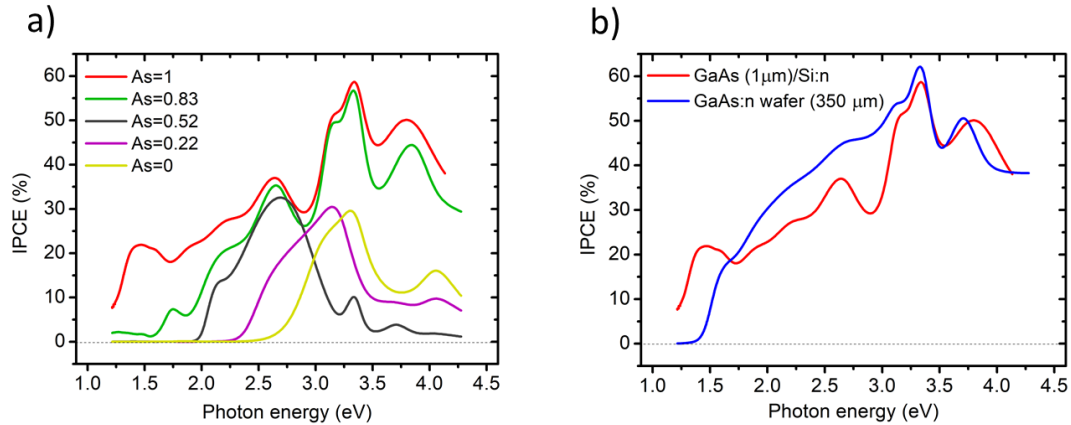 a)
60
50
40
30
20
10
0
IPCE (%)
As=1
As=0.83
As=0.52
As=0.22
As=0
1.0 1.5 2.0 2.5 3.0 3.5 4.0 4.5
Photon energy (eV)
b)
60
50
40
30
20
10
0
IPCE (%)
GaAs (1μm)/Si:n
GaAs:n wafer (350 μm)
1.0 1.5 2.0 2.5 3.0 3.5 4.0 4.5
Photon energy (eV)